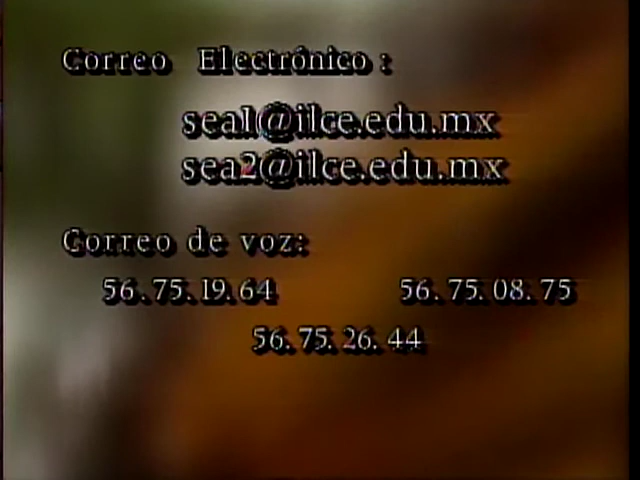 Correo Electrónico :
sea1@ilce.edu.mx
sea2@ilce.edu.mx
Correo de voz:
56.75.19.64 56.75.08.75
56.75.26.44